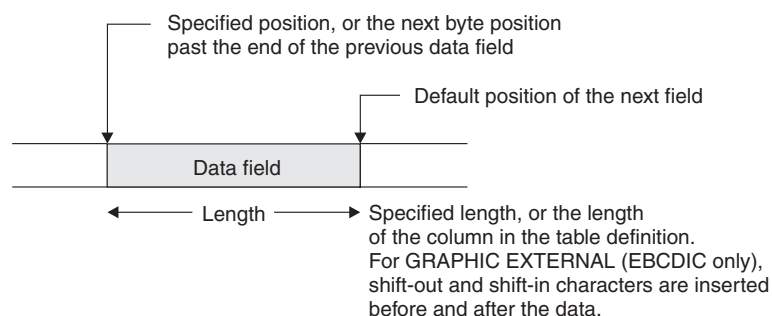 Specified position, or the next byte position
past the end of the previous data field
Default position of the next field
Data field
Length
Specified length, or the length
of the column in the table definition.
For GRAPHIC EXTERNAL (EBCDIC only),
shift-out and shift-in characters are inserted
before and after the data.